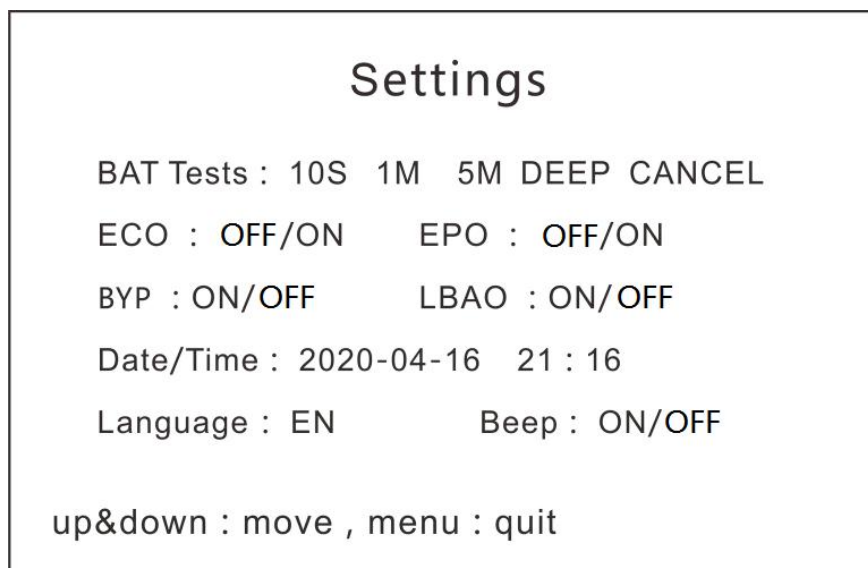 Settings
BAT Tests : 10S 1M 5M DEEP CANCEL
ECO : OFF/ON EPO : OFF/ON
BYP : ON/OFF LBAO : ON/OFF
Date/Time : 2020-04-16 21 : 16
Language : EN Beep : ON/OFF
up&down : move , menu : quit